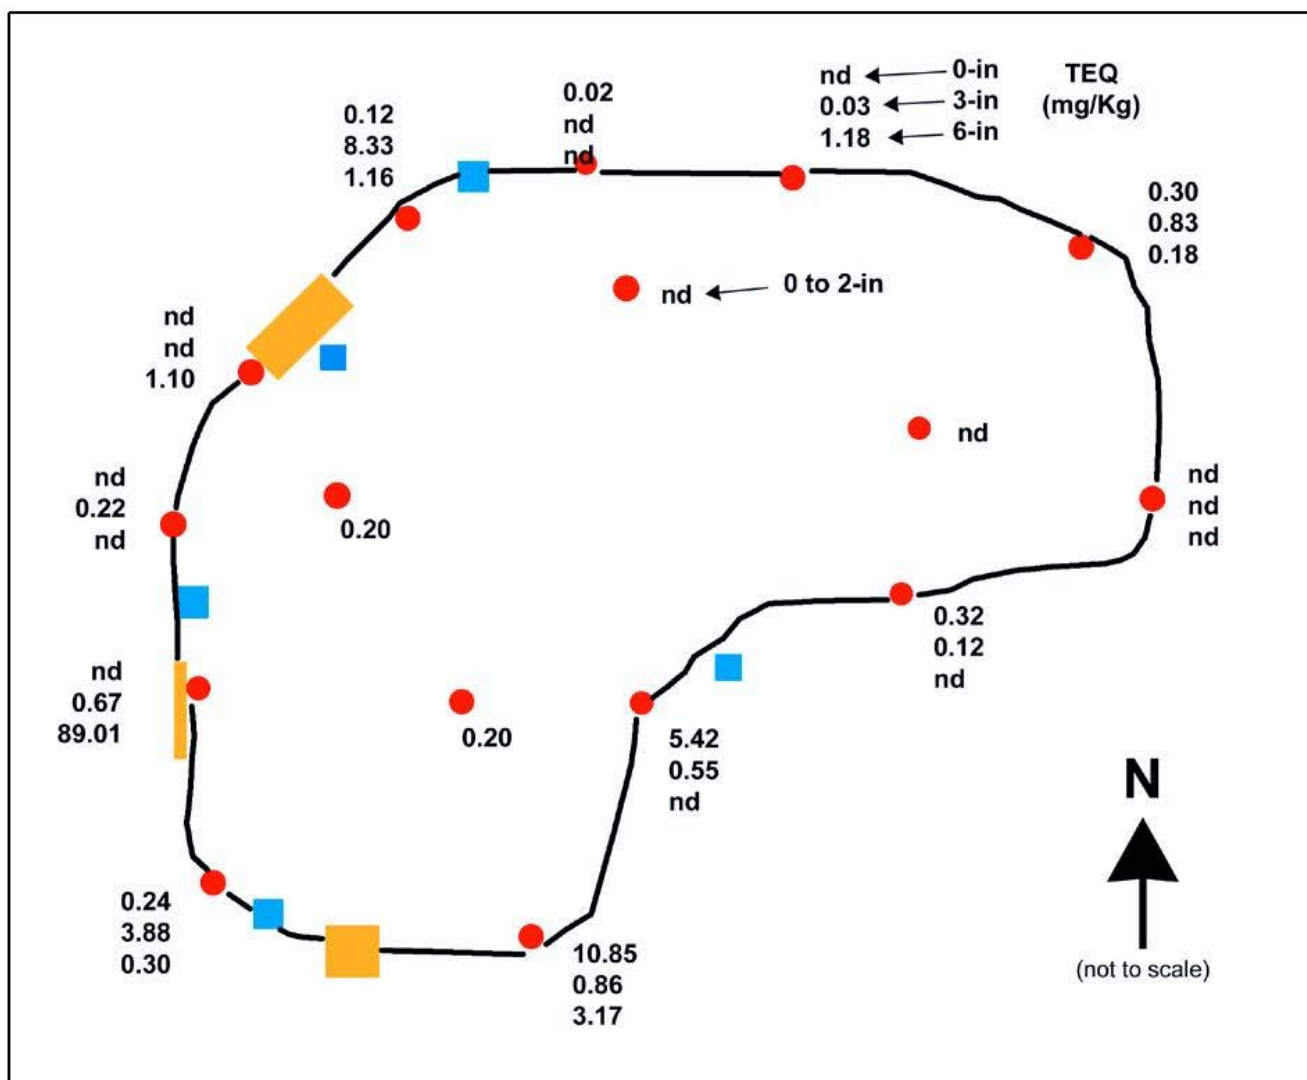 nd
0.03
1.18
0-in
3-in
6-in
TEQ
(mg/Kg)
0.02
nd
nd
0.12
8.33
1.16
0.30
0.83
0.18
nd
0 to 2-in
nd
nd
1.10
nd
nd
0.22
nd
0.20
nd
nd
nd
0.32
0.12
nd
nd
0.67
89.01
0.20
5.42
0.55
nd
N
(not to scale)
0.24
3.88
0.30
10.85
0.86
3.17